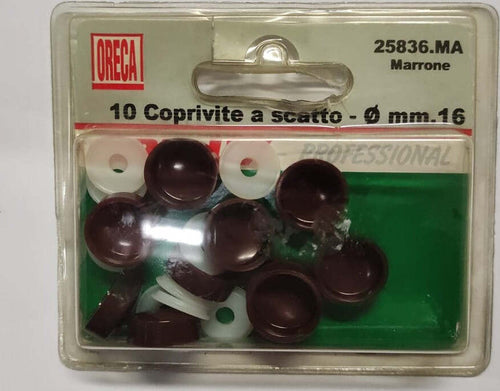 ORECA
25836.MA
Marrone
10 Coprivite a scatto - Ø mm.16
PROFESSIONAL